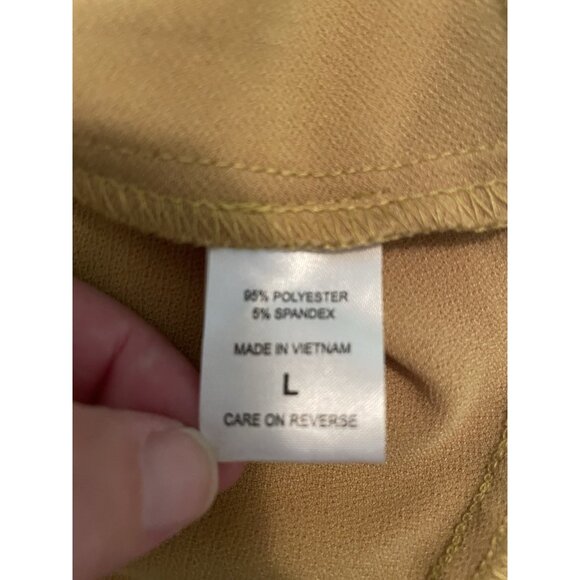 95% POLYESTER
5% SPANDEX
MADE IN VIETNAM
L
CARE ON REVERSE